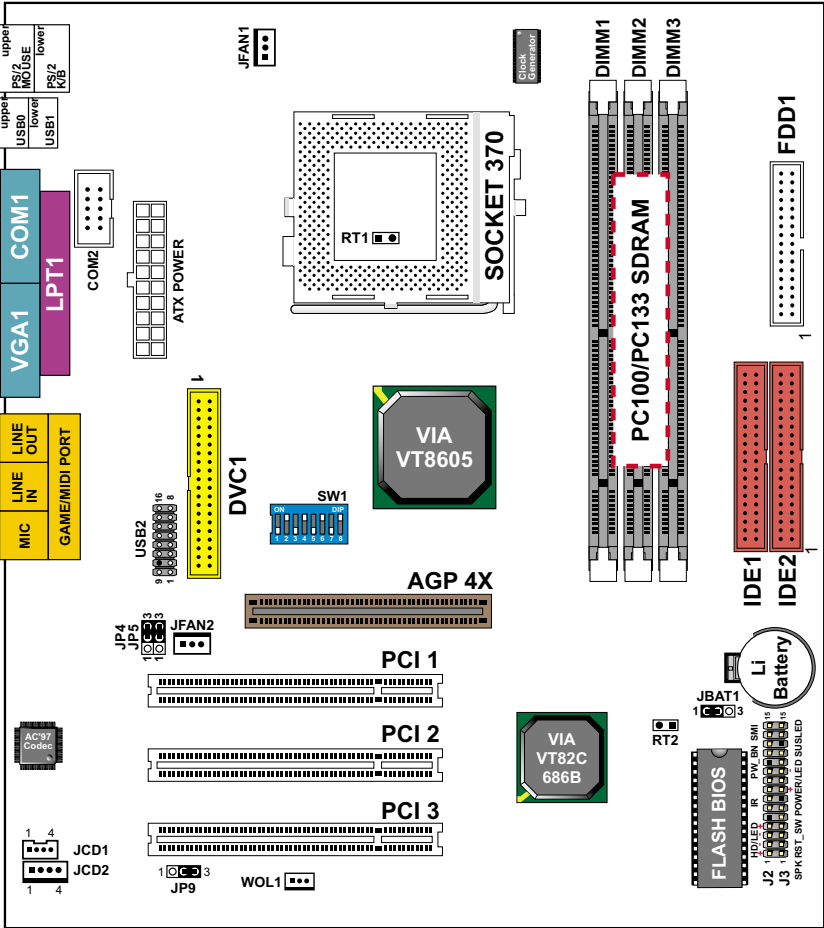 upper
PS/2
MOUSE
lower
PS/2
K/B
upper
USB0
lower
USB1
JFAN1
Clock
Generator
DIMM1
DIMM2
DIMM3
FDD1
1
COM1
VGA1
LPT1
COM2
ATX POWER
RT1
SOCKET 370
PC100/PC133 SDRAM
LINE
OUT
LINE
IN
MIC
GAME/MIDI PORT
1
DVC1
USB2
16
8
9
1
VIA
VT8605
SW1
ON
DIP
1 2 3 4 5 6 7 8
IDE1
IDE2
1
AGP 4X
JP4
JP5
3
3
1
1
JFAN2
PCI 1
PCI 2
PCI 3
Li
Battery
JBAT1
1
3
RT2
VIA
VT82C
686B
AC'97
Codec
FLASH BIOS
HD/LED IR PW_BN SMI
+ - +
15
15
J2 1
J3 1
SPK RST_SW POWER/LED SUSLED
+ -
1 4
JCD1
JCD2
1 4
1
3
JP9
WOL1